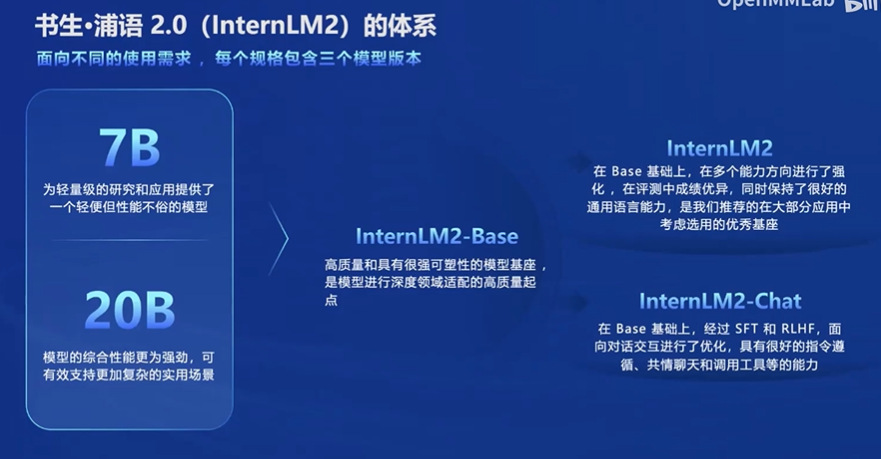 OpenMMLab
书生·浦语 2.0（InternLM2）的体系
面向不同的使用需求，每个规格包含三个模型版本
7B
为轻量级的研究和应用提供了
一个轻便但性能不俗的模型
20B
模型的综合性能更为强劲，可
有效支持更加复杂的实用场景
InternLM2-Base
高质量和具有很强可塑性的模型基座，
是模型进行深度领域适配的高质量起
点
InternLM2
在 Base 基础上，在多个能力方向进行了强
化，在评测中成绩优异，同时保持了很好的
通用语言能力，是我们推荐的在大部分应用中
考虑选用的优秀基座
InternLM2-Chat
在 Base 基础上，经过 SFT 和 RLHF，面
向对话交互进行了优化，具有很好的指令遵
循、共情聊天和调用工具等的能力